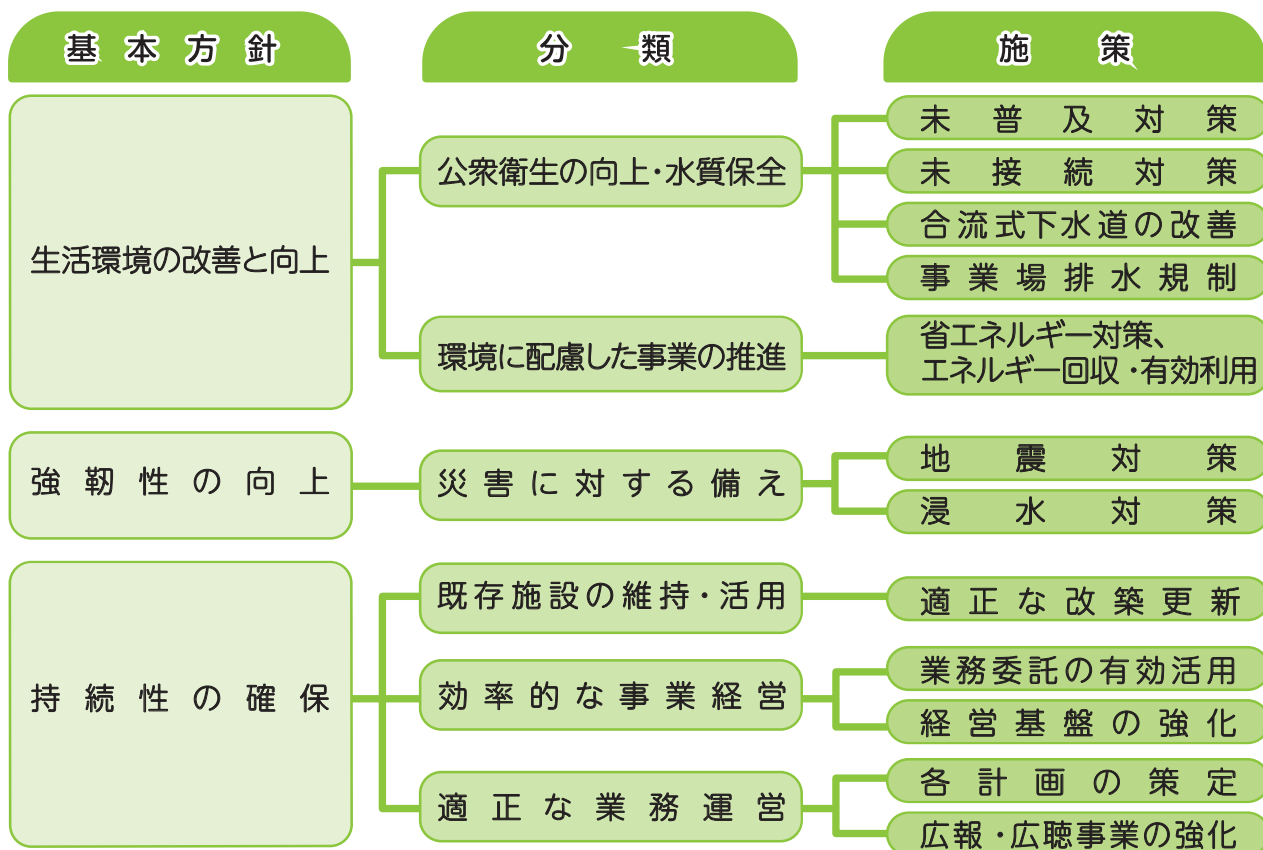 基本方針
分類
施策
生活環境の改善と向上
公衆衛生の向上・水質保全
未普及対策
未接続対策
合流式下水道の改善
事業場排水規制
環境に配慮した事業の推進
省エネルギー対策、
エネルギー回収・有効利用
強靭性の向上
災害に対する備え
地震対策
浸水対策
持続性の確保
既存施設の維持・活用
適正な改築更新
効率的な事業経営
業務委託の有効活用
経営基盤の強化
適正な業務運営
各計画の策定
広報・広聴事業の強化